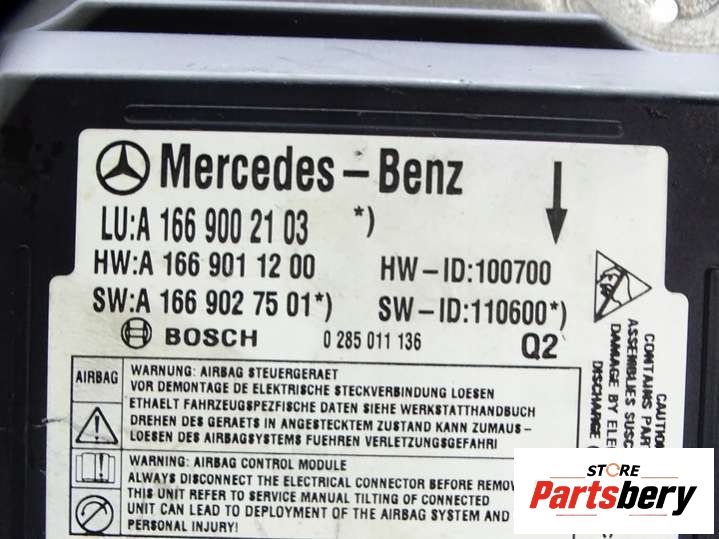 Mercedes-Benz
LU:A 166 900 21 03 *)
HW:A 166 901 12 00 HW-ID:100700
SW:A 166 902 75 01*) SW-ID:110600*)
BOSCH 0 285 011 136 Q2
AIRBAG
WARNUNG: AIRBAG STEUERGERAET
VOR DEMONTAGE DE ELEKTRISCHE STECKVERBINDUNG LOESEN
ETHAELT FAHRZEUGSPEZFISCHE DATEN SIEHE WERKSTATTHANDBUCH
DREHEN DES GERAETS IN ANGESTECKTEM ZUSTAND KANN ZUMAUS-
LOESEN DES AIRBAGSYSTEMS FUEHREN VERLETZUNGSGEFAHR!
WARNING: AIRBAG CONTROL MODULE
ALWAYS DISCONNECT THE ELECTRICAL CONNECTOR BEFORE REMOV
THIS UNIT REFER TO SERVICE MANUAL TILTING OF CONNECTED
UNIT CAN LEAD TO DEPLOYMENT OF THE AIRBAG SYSTEM AND
PERSONAL INJURY!
CAUTION
CONTAINS PAR
ASSEMBLIES SUSC
DAMAGE BY ELE
DISCHARGE
STORE
Partsbery